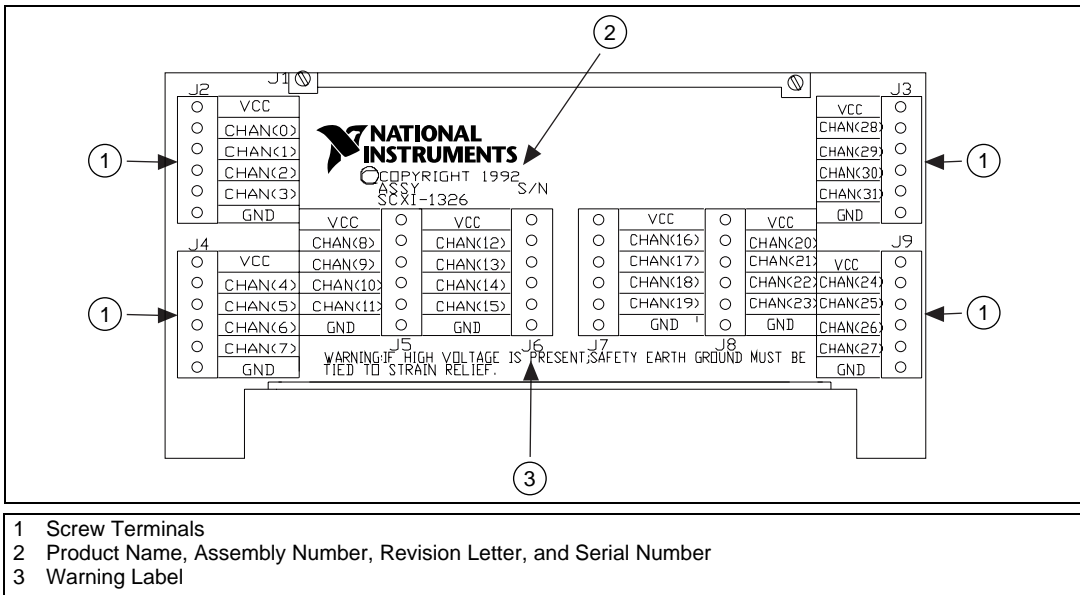 2
J1
J2
VCC
CHAN(0)
CHAN(1)
CHAN(2)
CHAN(3)
GND
J3
VCC
CHAN(28)
CHAN(29)
CHAN(30)
CHAN(31)
GND
1
1
NATIONAL
INSTRUMENTS
COPYRIGHT 1992
ASSY S/N
SCXI-1326
J4
VCC
CHAN(4)
CHAN(5)
CHAN(6)
CHAN(7)
GND
VCC
CHAN(8)
CHAN(9)
CHAN(10)
CHAN(11)
GND
J5
VCC
CHAN(12)
CHAN(13)
CHAN(14)
CHAN(15)
GND
J6
J7
VCC
CHAN(16)
CHAN(17)
CHAN(18)
CHAN(19)
GND
J8
VCC
CHAN(20)
CHAN(21)
CHAN(22)
CHAN(23)
GND
J9
VCC
CHAN(24)
CHAN(25)
CHAN(26)
CHAN(27)
GND
1
1
WARNING:IF HIGH VOLTAGE IS PRESENT,SAFETY EARTH GROUND MUST BE
TIED TO STRAIN RELIEF.
3
1 Screw Terminals
2 Product Name, Assembly Number, Revision Letter, and Serial Number
3 Warning Label